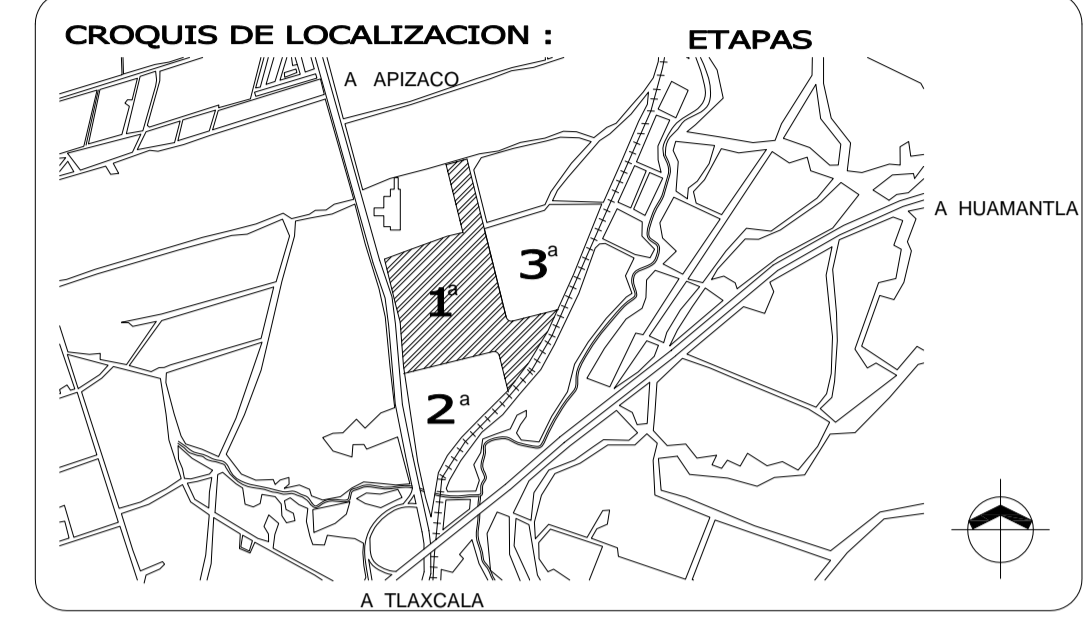 CROQUIS DE LOCALIZACION :
ETAPAS
A APIZACO
A HUAMANTLA
3ª
1ª
2ª
A TLAXCALA